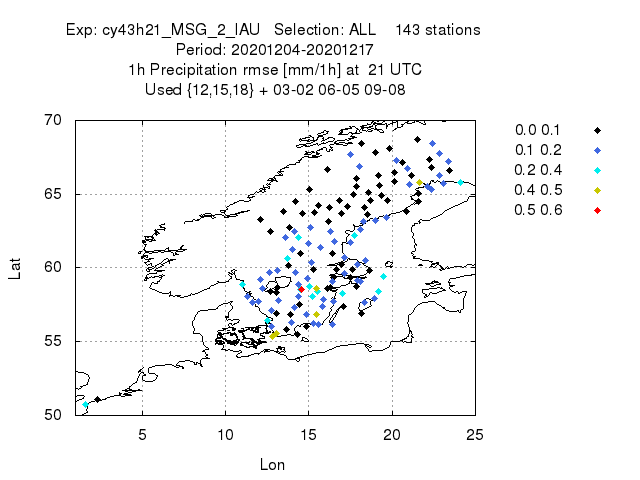 Exp: cy43h21_MSG_2_IAU   Selection: ALL    143 stations
Period: 20201204-20201217
1h Precipitation rmse [mm/1h] at  21 UTC
Used {12,15,18} + 03-02 06-05 09-08
70
65
60
55
50
Lat
5
10
15
20
25
Lon
0.0 0.1
0.1 0.2
0.2 0.4
0.4 0.5
0.5 0.6